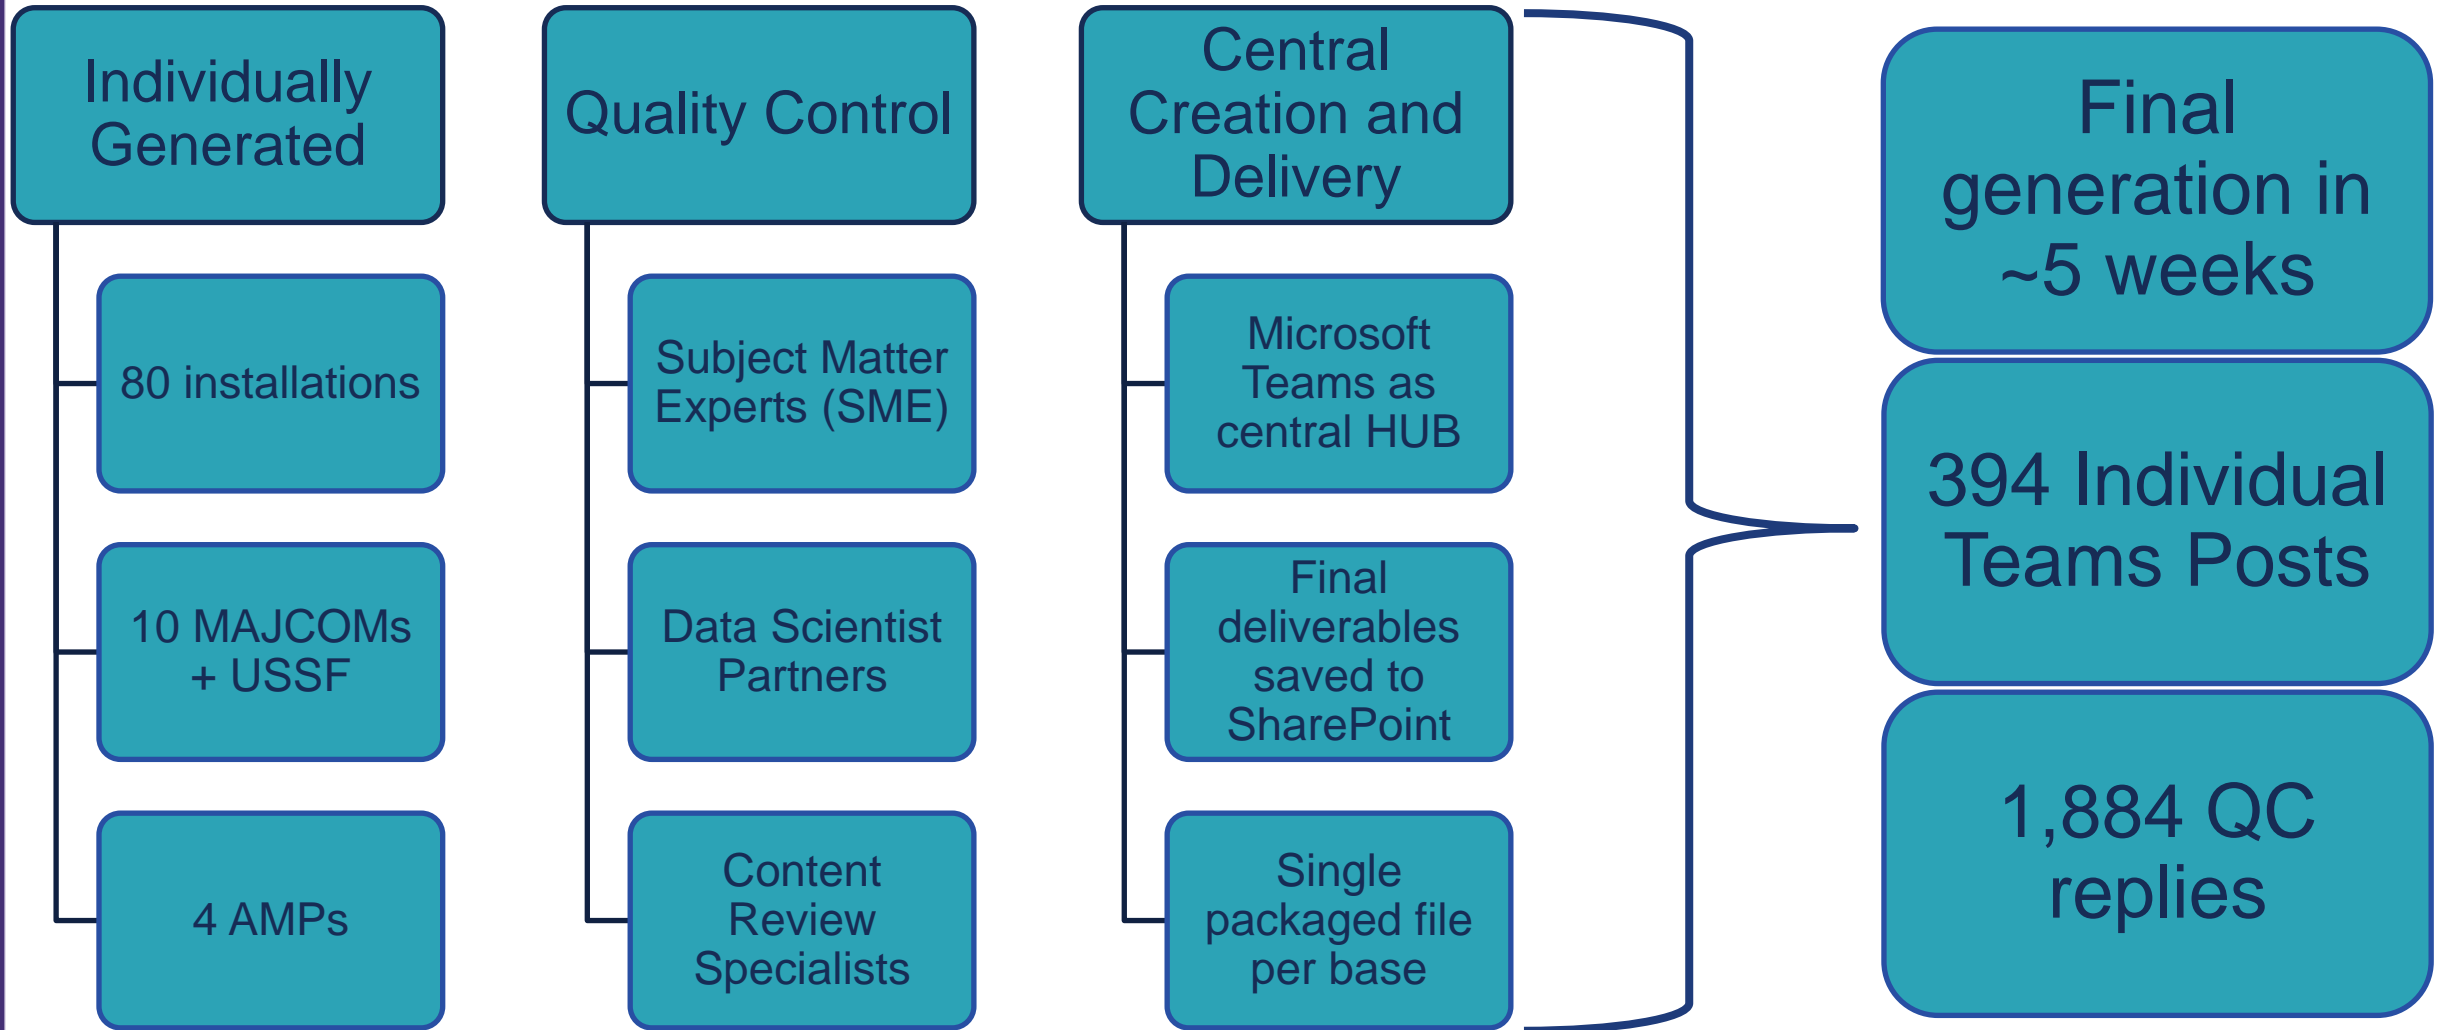 Individually
Generated
80 installations
10 MAJCOMs
+ USSF
4 AMPs
Quality Control
Subject Matter
Experts (SME)
Data Scientist
Partners
Content
Review
Specialists
Central
Creation and
Delivery
Microsoft
Teams as
central HUB
Final
deliverables
saved to
SharePoint
Single
packaged file
per base
Final
generation in
~5 weeks
394 Individual
Teams Posts
1,884 QC
replies